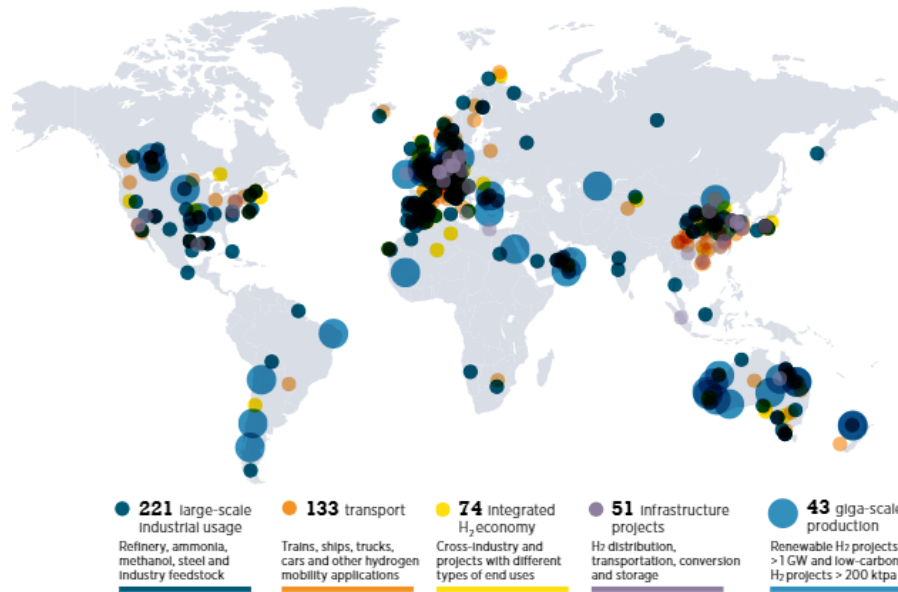 221 large-scale
industrial usage
Refinery, ammonia,
methanol, steel and
industry feedstock
133 transport
Trains, ships, trucks,
cars and other hydrogen
mobility applications
74 integrated
H₂ economy
Cross-industry and
projects with different
types of end uses
51 infrastructure
projects
H₂ distribution,
transportation, conversion
and storage
43 giga-scale
production
Renewable H₂ projects
>1 GW and low-carbon
H₂ projects > 200 ktpa